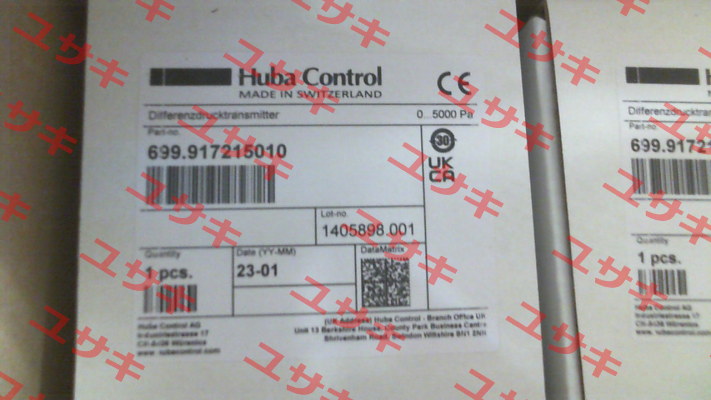 Huba Control
MADE IN SWITZERLAND
Differenzdrucktransmitter 0...5000 Pa
Part-no.
699.917215010
30
UK
CA
Lot-no.
1405898.001
Quantity
1 pcs.
Date (YY-MM)
23-01
DataMatrix
Huba Control AG
Industriestrasse 17
CH-5436 Würenlos
www.hubacontrol.com
(UK Address) Huba Control - Branch Office UK
Unit 13 Berkshire House, County Park Business Centre
Shrivenham Road, Swindon Wiltshire SN1 2NR
699.9172
Quantity
1 pcs.
ユサキ